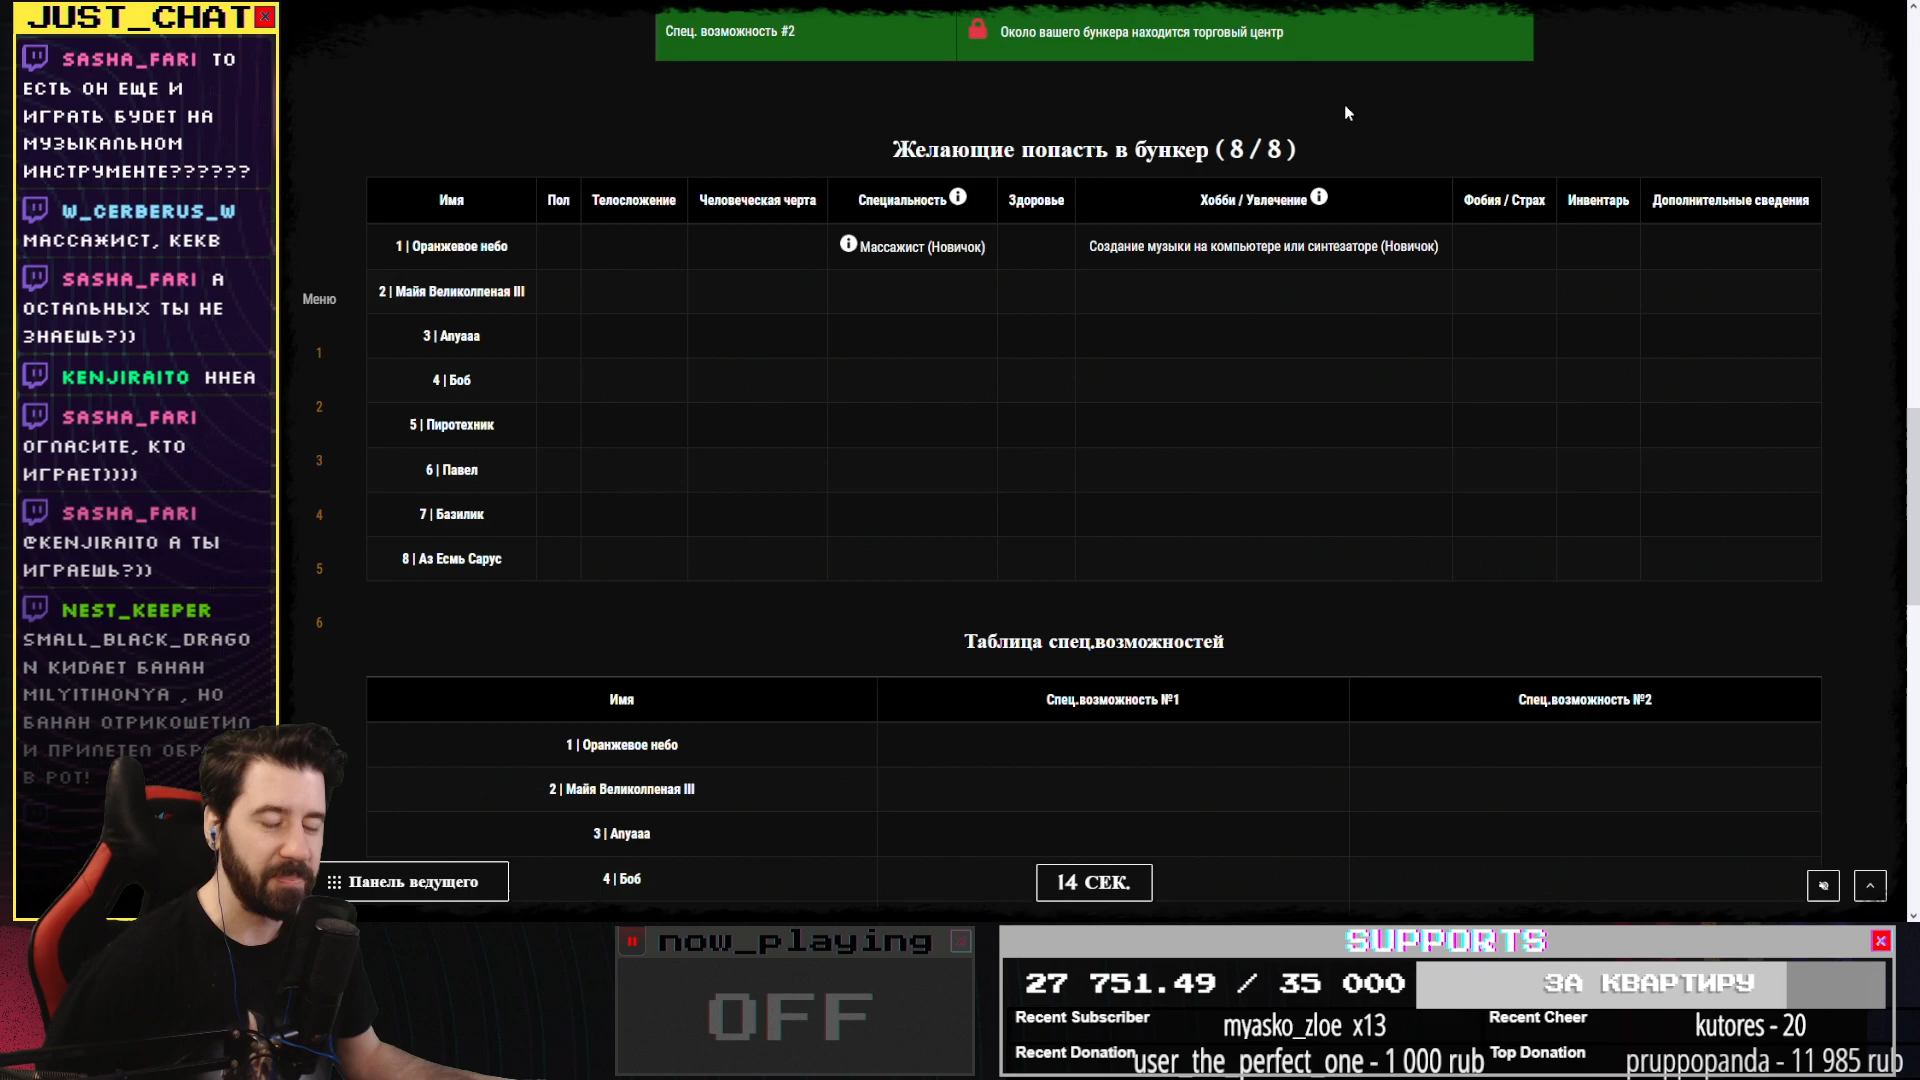 JUST_CHAT
SASHA_FARI ТО
ЕСТЬ ОН ЕЩЕ И
ИГРАТЬ БУДЕТ НА
МУЗЫКАЛЬНОМ
ИНСТРУМЕНТЕ??????
W_CERBERUS_W
МАССАЖИСТ, КЕКВ
SASHA_FARI А
ОСТАЛЬНЫХ ТЫ НЕ
ЗНАЕШЬ?))
KENJIRAITO ННЕА
SASHA_FARI
ОГЛАСИТЕ, КТО
ИГРАЕТ))))
SASHA_FARI
@KENJIRAITO А ТЫ
ИГРАЕШЬ?))
NEST_KEEPER
SMALL_BLACK_DRAGO
N КИДАЕТ БАНАН
MILYITIHONYA , НО
БАНАН ОТРИКОШЕТИЛ
И ПРИЛЕТЕЛ
В РОТ!
Спец. возможность #2
Около вашего бункера находится торговый центр
Желающие попасть в бункер ( 8 / 8 )
Имя Пол Телосложение Человеческая черта Специальность Здоровье Хобби / Увлечение Фобия / Страх Инвентарь Дополнительные сведения
1 | Оранжевое небо Массажист (Новичок) Создание музыки на компьютере или синтезаторе (Новичок)
2 | Майя Великолпеная III
3 | Anyaaa
4 | Боб
5 | Пиротехник
6 | Павел
7 | Базилик
8 | Аз Есмь Сарус
Меню
1
2
3
4
5
6
Таблица спец.возможностей
Имя Спец.возможность №1 Спец.возможность №2
1 | Оранжевое небо
2 | Майя Великолпеная III
3 | Anyaaa
4 | Боб
Панель ведущего
14 СЕК.
now_playing
OFF
SUPPORTS
27 751.49 / 35 000
ЗА КВАРТИРУ
Recent Subscriber
myasko_zloe x13
Recent Cheer
kutores - 20
Recent Donation
user_the_perfect_one - 1 000 rub
Top Donation
pruppopanda - 11 985 rub